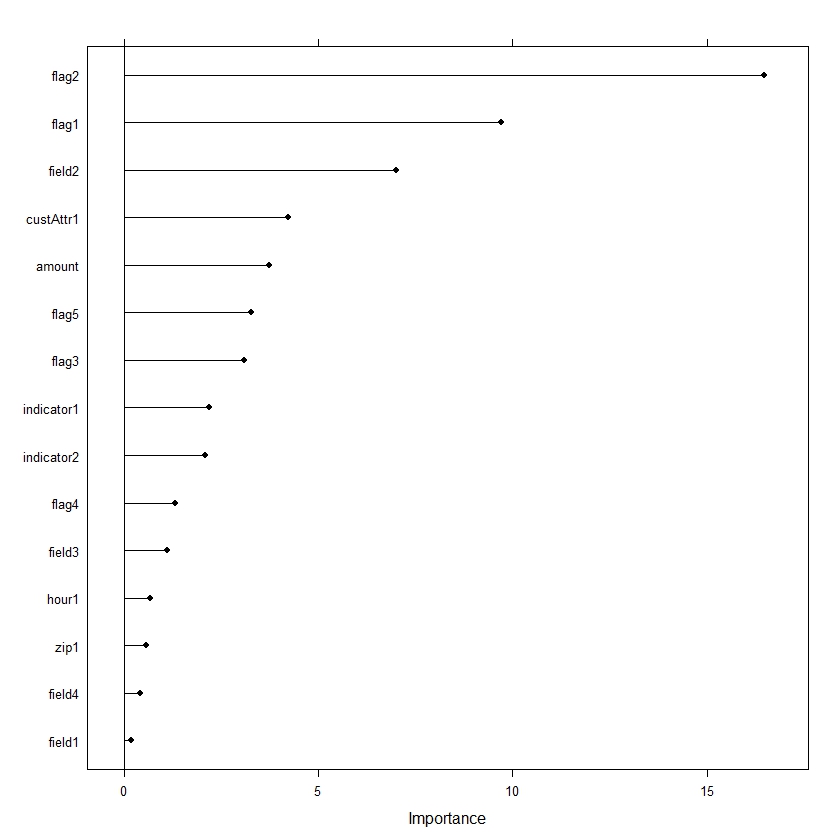 flag2
flag1
field2
custAttr1
amount
flag5
flag3
indicator1
indicator2
flag4
field3
hour1
zip1
field4
field1
0 5 10 15
Importance